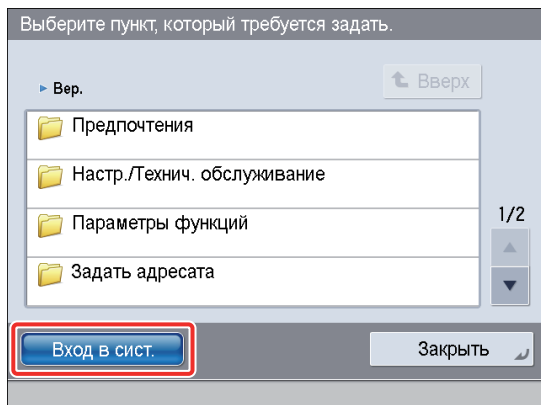 Выберите пункт, который требуется задать.
Вверх
Вер.
Предпочтения
Настр./Технич. обслуживание
Параметры функций
1/2
Задать адресата
Вход в сист.
Закрыть